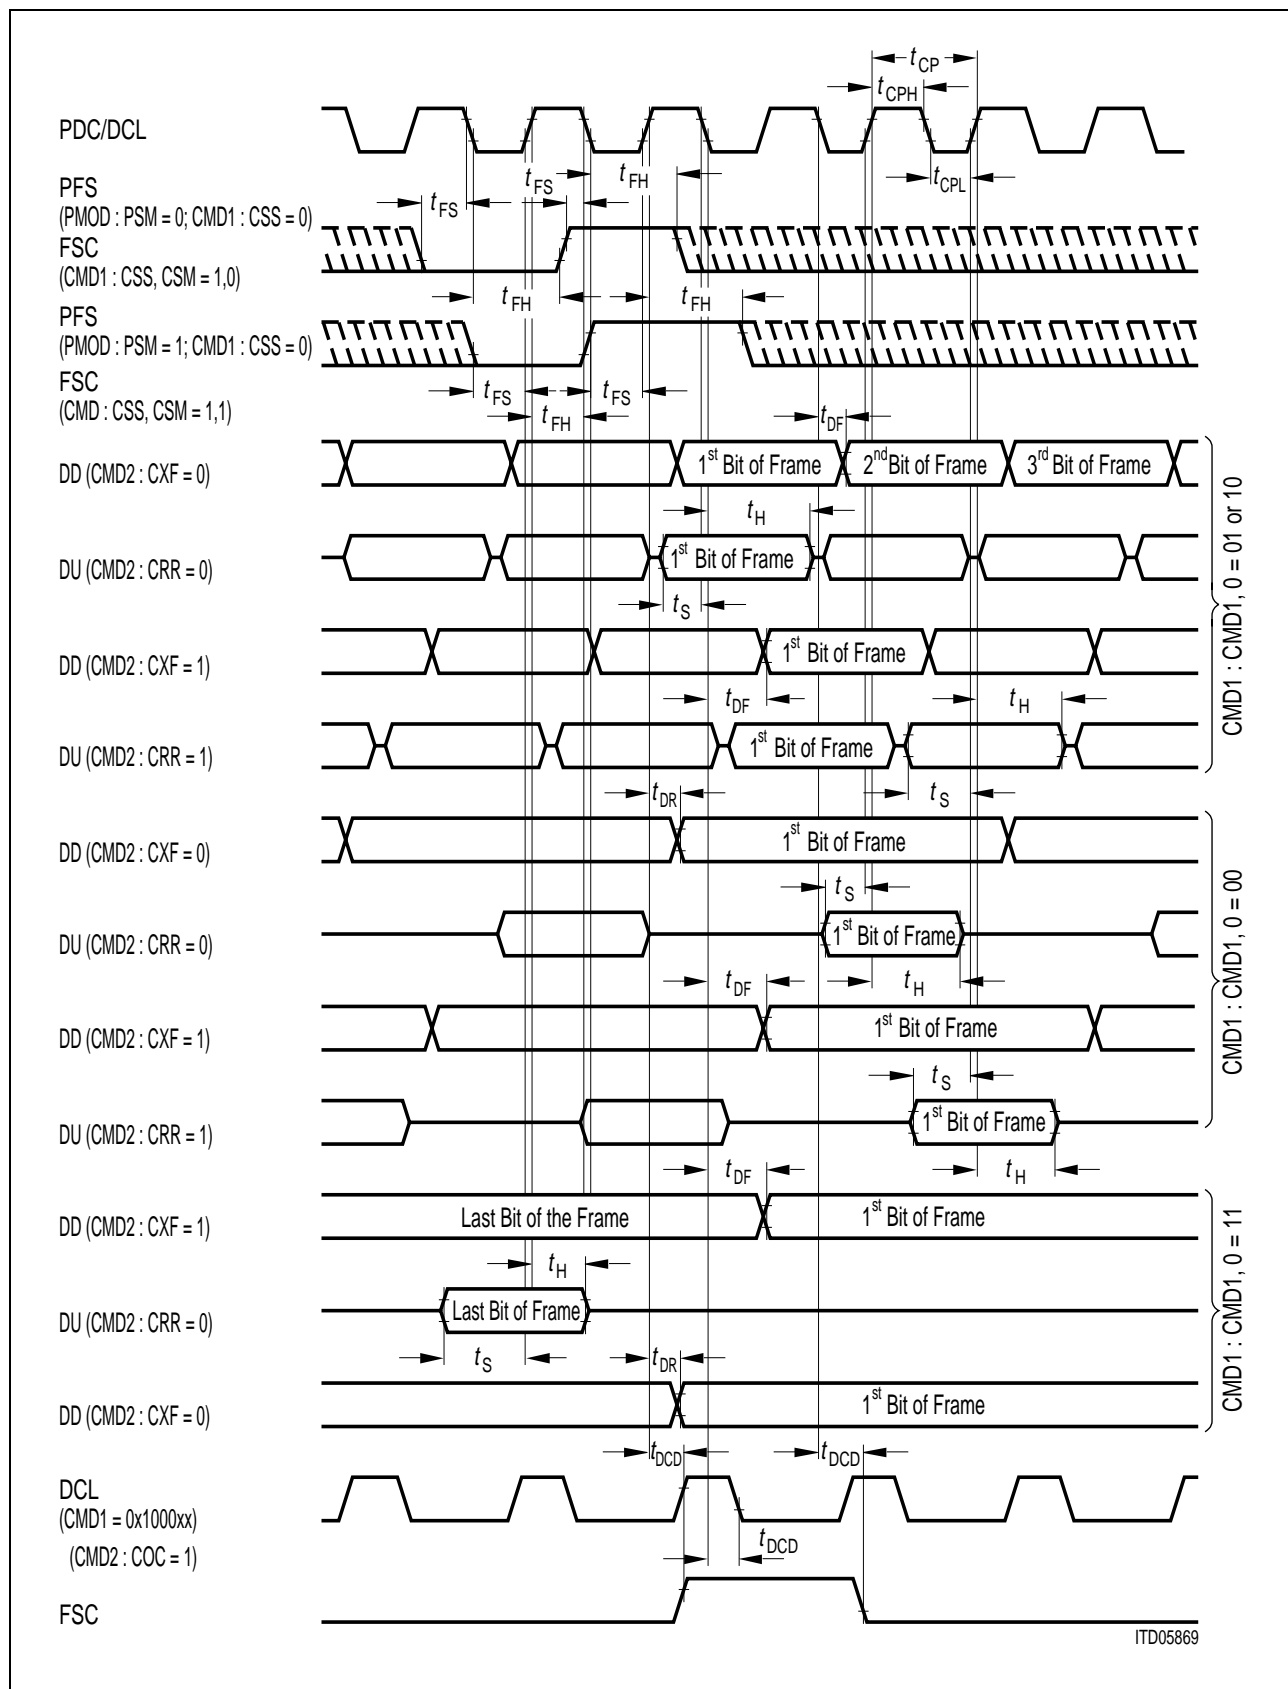 tCP
tCPH
PDC/DCL
tCPL
PFS
(PMOD : PSM = 0; CMD1 : CSS = 0)
tFS tFS tFH
FSC
(CMD1 : CSS, CSM = 1,0)
tFH tFH
PFS
(PMOD : PSM = 1; CMD1 : CSS = 0)
FSC
(CMD : CSS, CSM = 1,1)
tFS tFS
tFH
tDF
DD (CMD2 : CXF = 0) 1st Bit of Frame 2nd Bit of Frame 3rd Bit of Frame
tH
DU (CMD2 : CRR = 0) 1st Bit of Frame
tS
DD (CMD2 : CXF = 1) 1st Bit of Frame
tDF tH
DU (CMD2 : CRR = 1) 1st Bit of Frame
CMD1 : CMD1, 0 = 01 or 10
tDR tS
DD (CMD2 : CXF = 0) 1st Bit of Frame
tS
DU (CMD2 : CRR = 0) 1st Bit of Frame
tDF tH
DD (CMD2 : CXF = 1) 1st Bit of Frame
tS
DU (CMD2 : CRR = 1) 1st Bit of Frame
CMD1 : CMD1, 0 = 00
tDF tH
DD (CMD2 : CXF = 1) Last Bit of the Frame 1st Bit of Frame
tH
DU (CMD2 : CRR = 0) Last Bit of Frame
tS tDR
DD (CMD2 : CXF = 0) 1st Bit of Frame
CMD1 : CMD1, 0 = 11
tDCD tDCD
DCL
(CMD1 = 0x1000xx)
(CMD2 : COC = 1)
tDCD
FSC
ITD05869